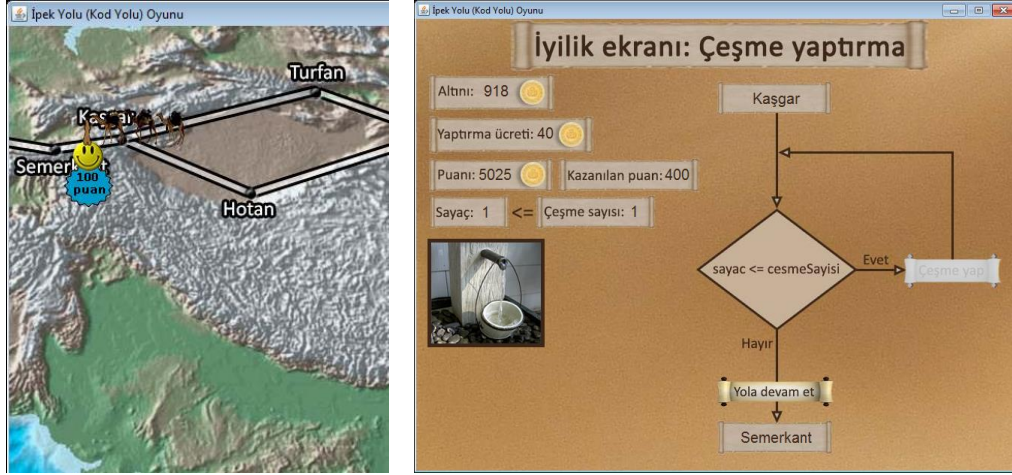 İpek Yolu (Kod Yolu) Oyunu
Turfan
Kaşgar
100
puan
Hotan
İpek Yolu (Kod Yolu) Oyunu
İyilik ekranı: Çeşme yaptırma
Altını: 918
Yaptırma ücreti: 40
Puanı: 5025
Kazanılan puan: 400
Sayaç: 1 <= Çeşme sayısı: 1
Kaşgar
sayac <= cesmeSayisi
Evet
Çeşme yap
Hayır
Yola devam et
Semerkant